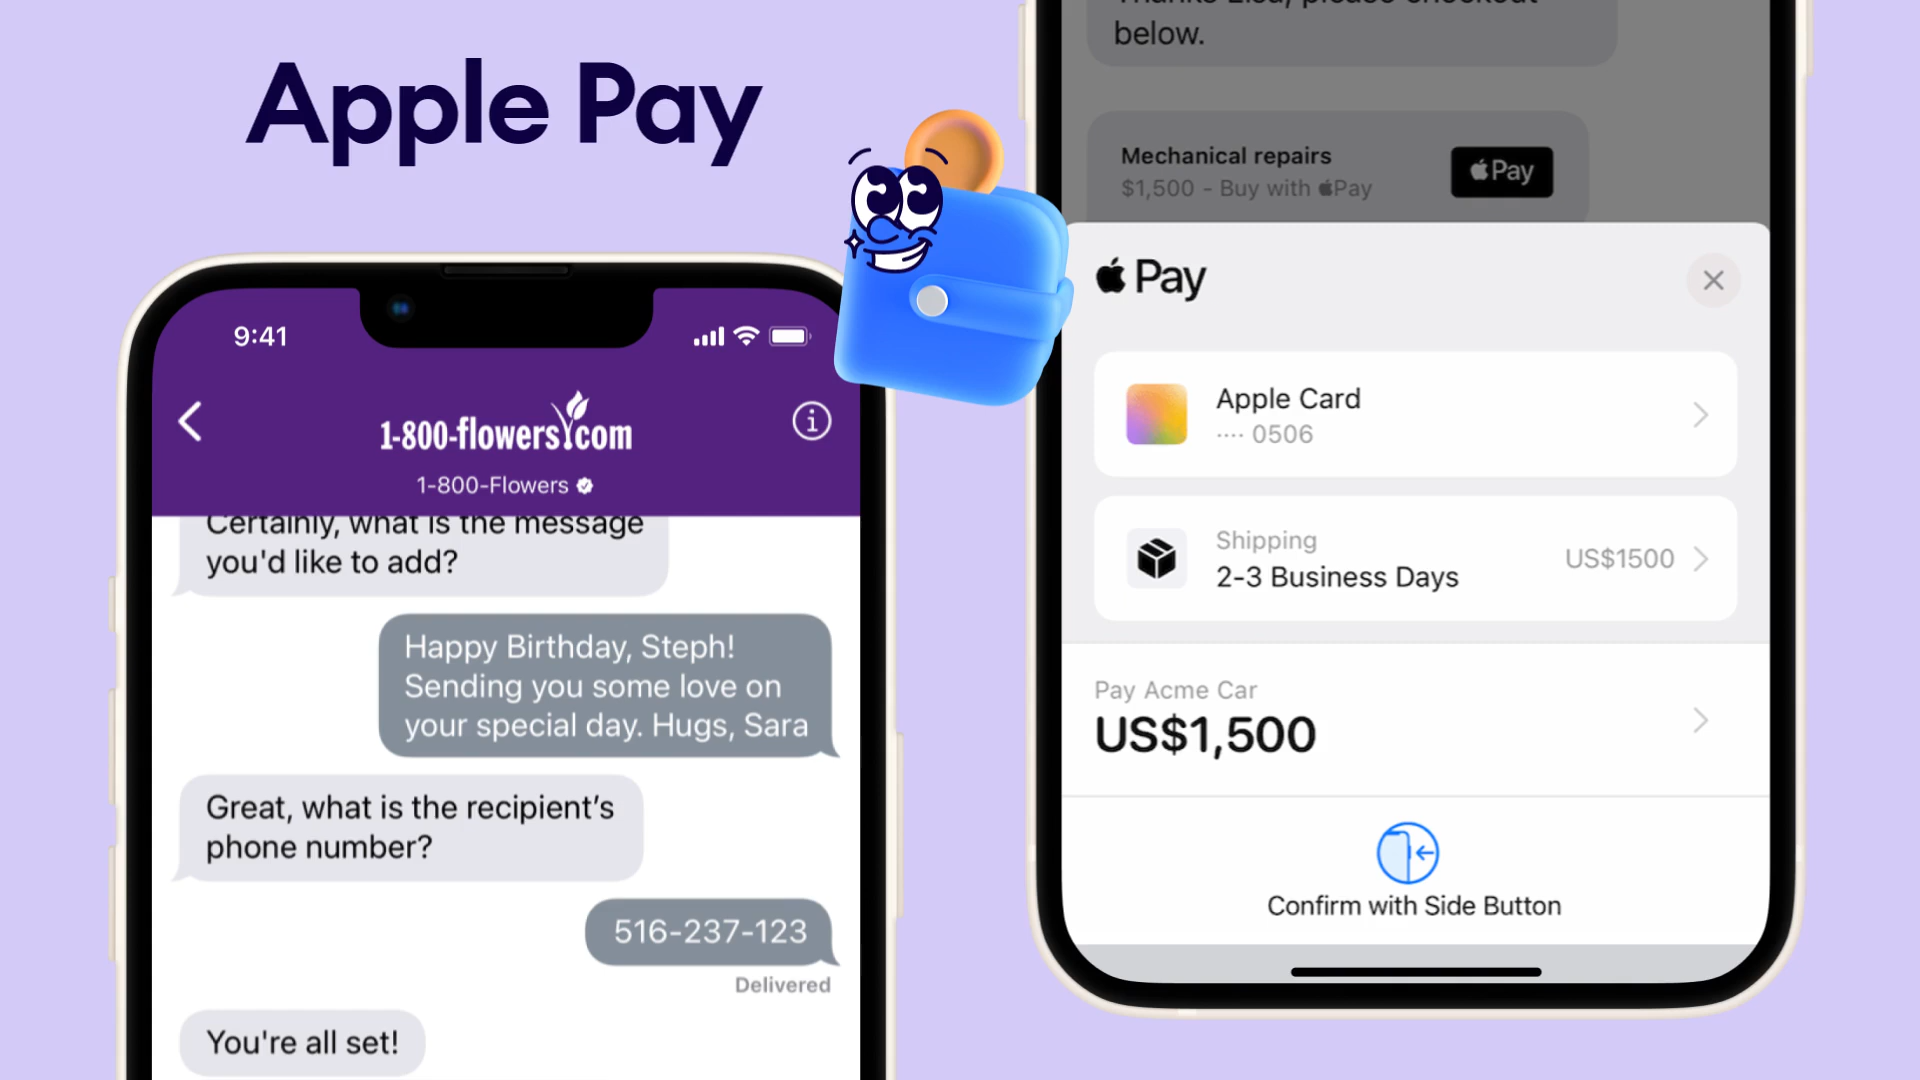 Apple Pay
9:41
1-800-flowers.com
1-800-Flowers
Certainly, what is the message
you'd like to add?
Happy Birthday, Steph!
Sending you some love on
your special day. Hugs, Sara
Great, what is the recipient's
phone number?
516-237-123
Delivered
You're all set!
Thanks Lisa, please checkout
below.
Mechanical repairs
$1,500 - Buy with Pay
Pay
Pay
Apple Card
···· 0506
Shipping
2-3 Business Days
US$1500
Pay Acme Car
US$1,500
Confirm with Side Button